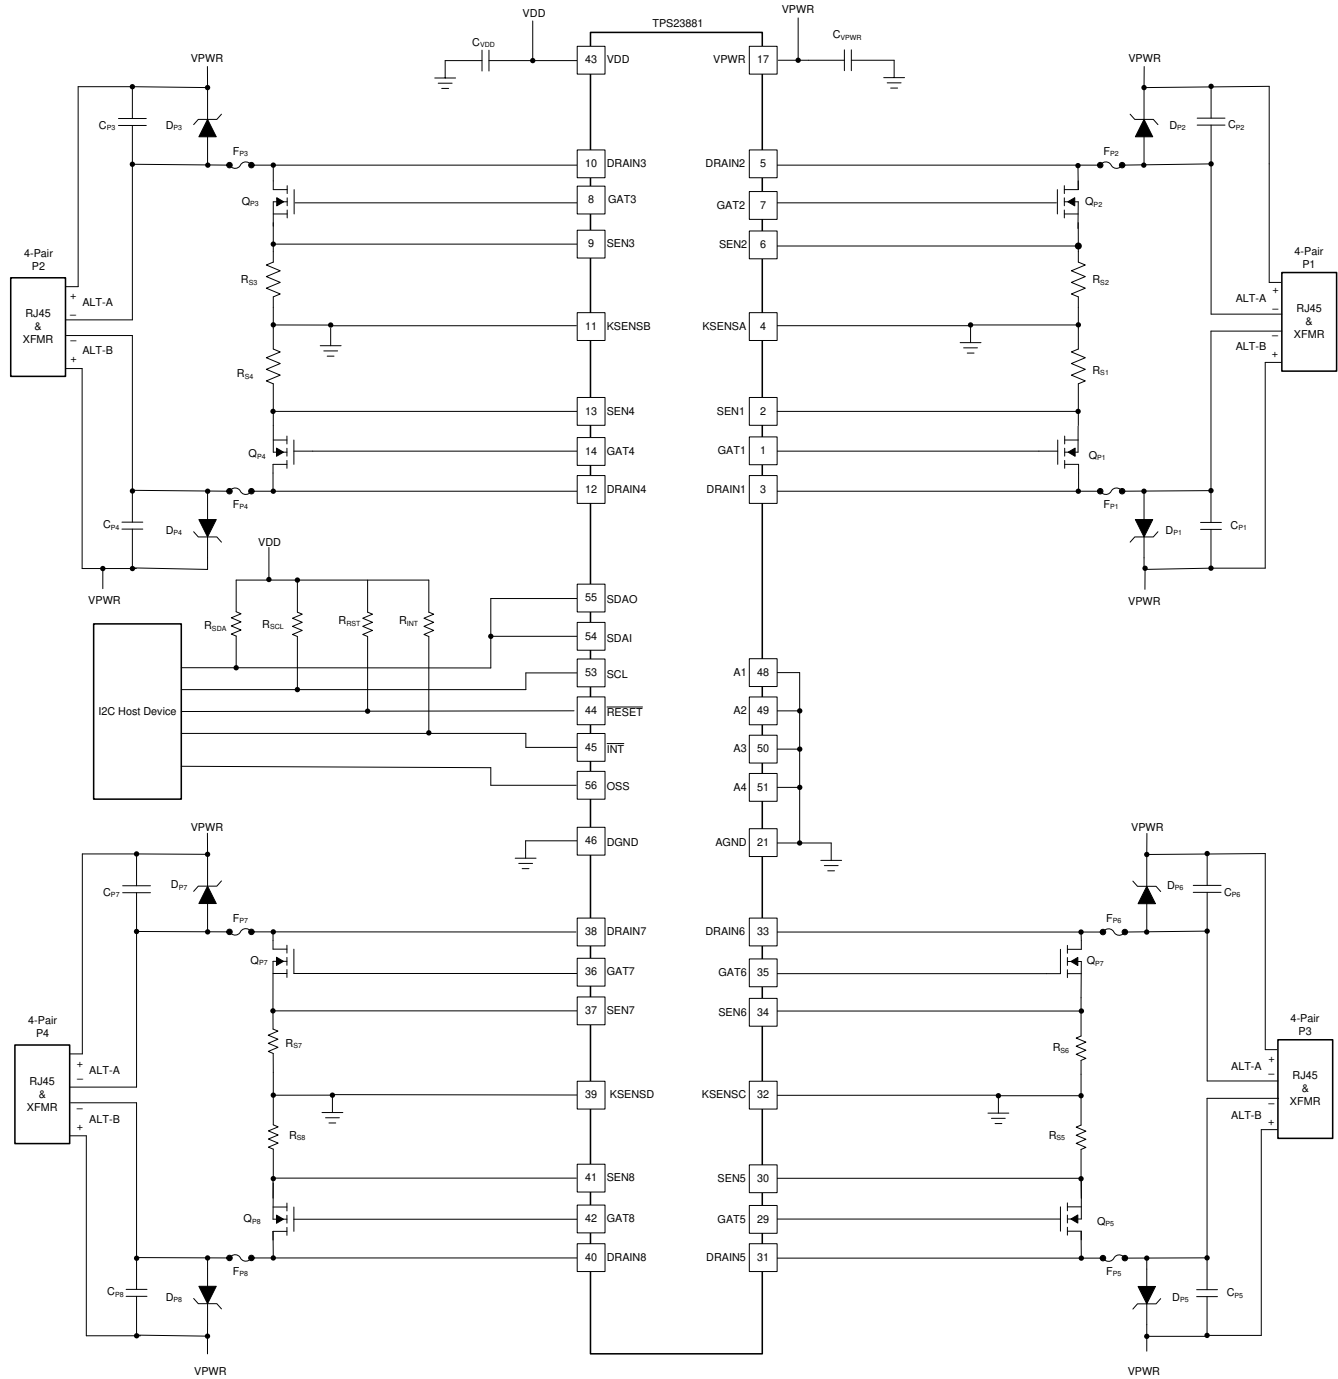 TPS23881
VDD
VPWR
CVDD
CVPWR
43
VDD
VPWR
17
VPWR
CP3
DP3
FP3
10
DRAIN3
QP3
8
GAT3
9
SEN3
4-Pair
P2
RJ45
&
XFMR
+
ALT-A
–
–
ALT-B
+
RS3
11
KSENSB
RS4
13
SEN4
QP4
14
GAT4
12
DRAIN4
FP4
CP4
DP4
VPWR
VPWR
DP2
CP2
FP2
DRAIN2
5
GAT2
7
QP2
SEN2
6
RS2
4-Pair
P1
RJ45
&
XFMR
+
ALT-A
–
–
ALT-B
+
KSENSA
4
RS1
SEN1
2
GAT1
1
QP1
DRAIN1
3
FP1
DP1
CP1
VPWR
VDD
RSDA
RSCL
RRST
RINT
I2C Host Device
55
SDAO
54
SDAI
53
SCL
44
RESET
45
INT
56
OSS
46
DGND
A1
48
A2
49
A3
50
A4
51
AGND
21
VPWR
CP7
DP7
FP7
38
DRAIN7
QP7
36
GAT7
37
SEN7
RS7
4-Pair
P4
RJ45
&
XFMR
+
ALT-A
–
–
ALT-B
+
39
KSENSD
RS8
41
SEN8
QP8
42
GAT8
40
DRAIN8
FP8
CP8
DP8
VPWR
VPWR
DP6
CP6
FP6
DRAIN6
33
GAT6
35
QP7
SEN6
34
RS6
4-Pair
P3
RJ45
&
XFMR
+
ALT-A
–
–
ALT-B
+
KSENSC
32
RS5
SEN5
30
GAT5
29
QP5
DRAIN5
31
FP5
DP5
CP5
VPWR